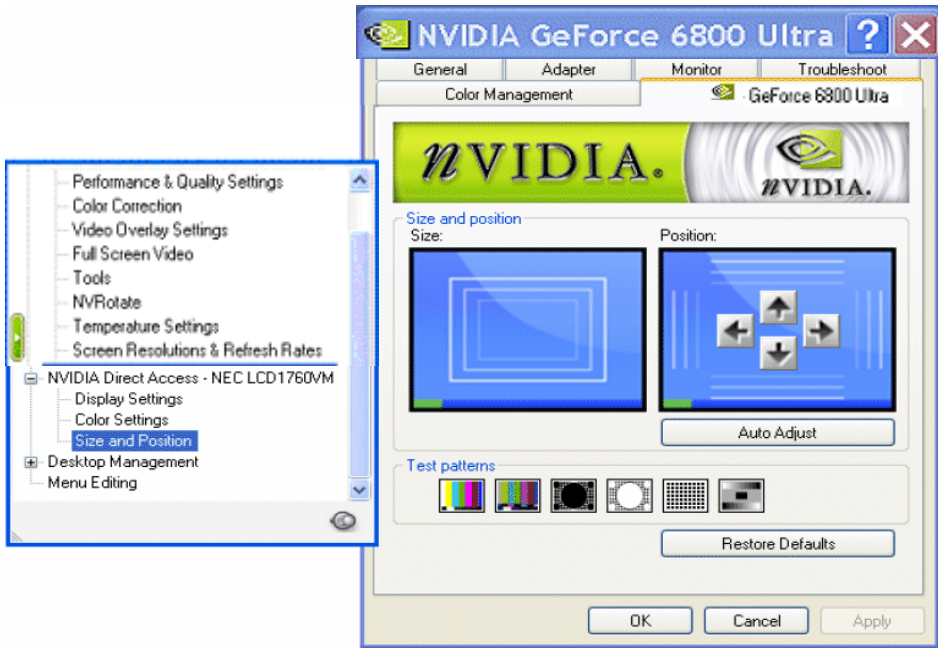 NVIDIA GeForce 6800 Ultra
General Adapter Monitor Troubleshoot
Color Management GeForce 6800 Ultra
nVIDIA.
nVIDIA.
Size and position
Size: Position:
Auto Adjust
Test patterns
Restore Defaults
OK Cancel Apply
Performance & Quality Settings
Color Correction
Video Overlay Settings
Full Screen Video
Tools
NVRotate
Temperature Settings
Screen Resolutions & Refresh Rates
NVIDIA Direct Access - NEC LCD1760VM
Display Settings
Color Settings
Size and Position
Desktop Management
Menu Editing